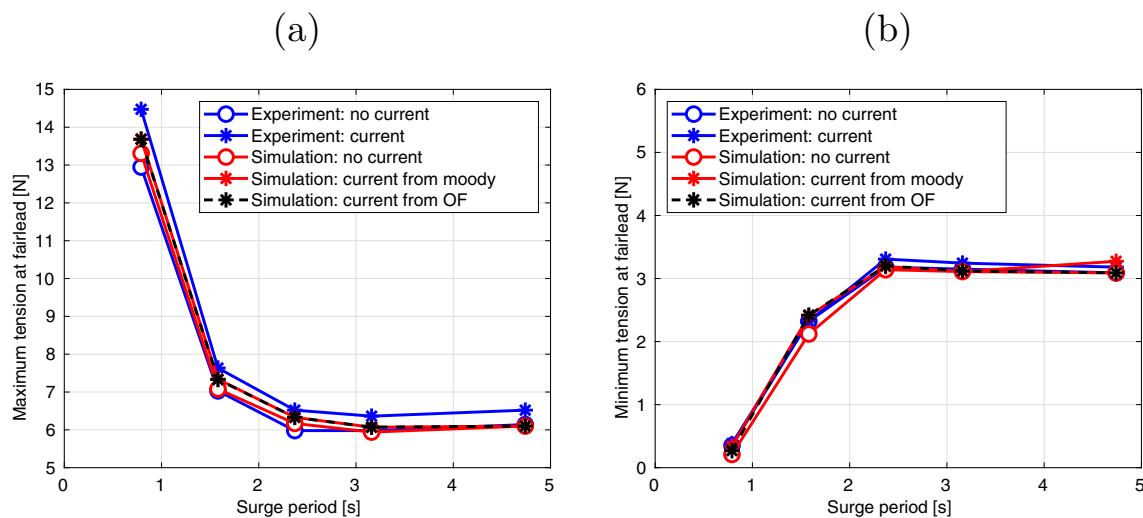 (a)
15
14
13
12
11
10
9
8
7
6
5
Maximum tension at fairlead [N]
Experiment: no current
Experiment: current
Simulation: no current
Simulation: current from moody
Simulation: current from OF
0 1 2 3 4 5
Surge period [s]
(b)
6
5
4
3
2
1
0
Minimum tension at fairlead [N]
Experiment: no current
Experiment: current
Simulation: no current
Simulation: current from moody
Simulation: current from OF
0 1 2 3 4 5
Surge period [s]